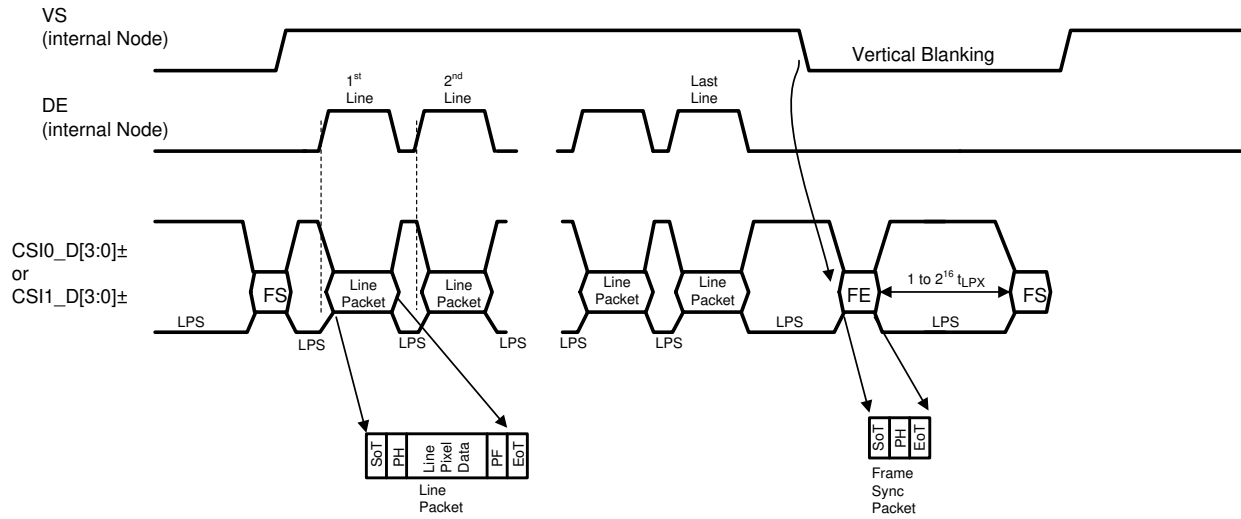 VS
(internal Node)
Vertical Blanking
1st
Line
2nd
Line
Last
Line
DE
(internal Node)
CSI0_D[3:0]±
or
CSI1_D[3:0]±
FS
Line
Packet
Line
Packet
Line
Packet
Line
Packet
FE
1 to 2^16 tLPX
FS
LPS
LPS
LPS
LPS
LPS
LPS
LPS
LPS
SoT
PH
Line
Pixel
Data
PF
EoT
Line
Packet
SoT
PH
EoT
Frame
Sync
Packet